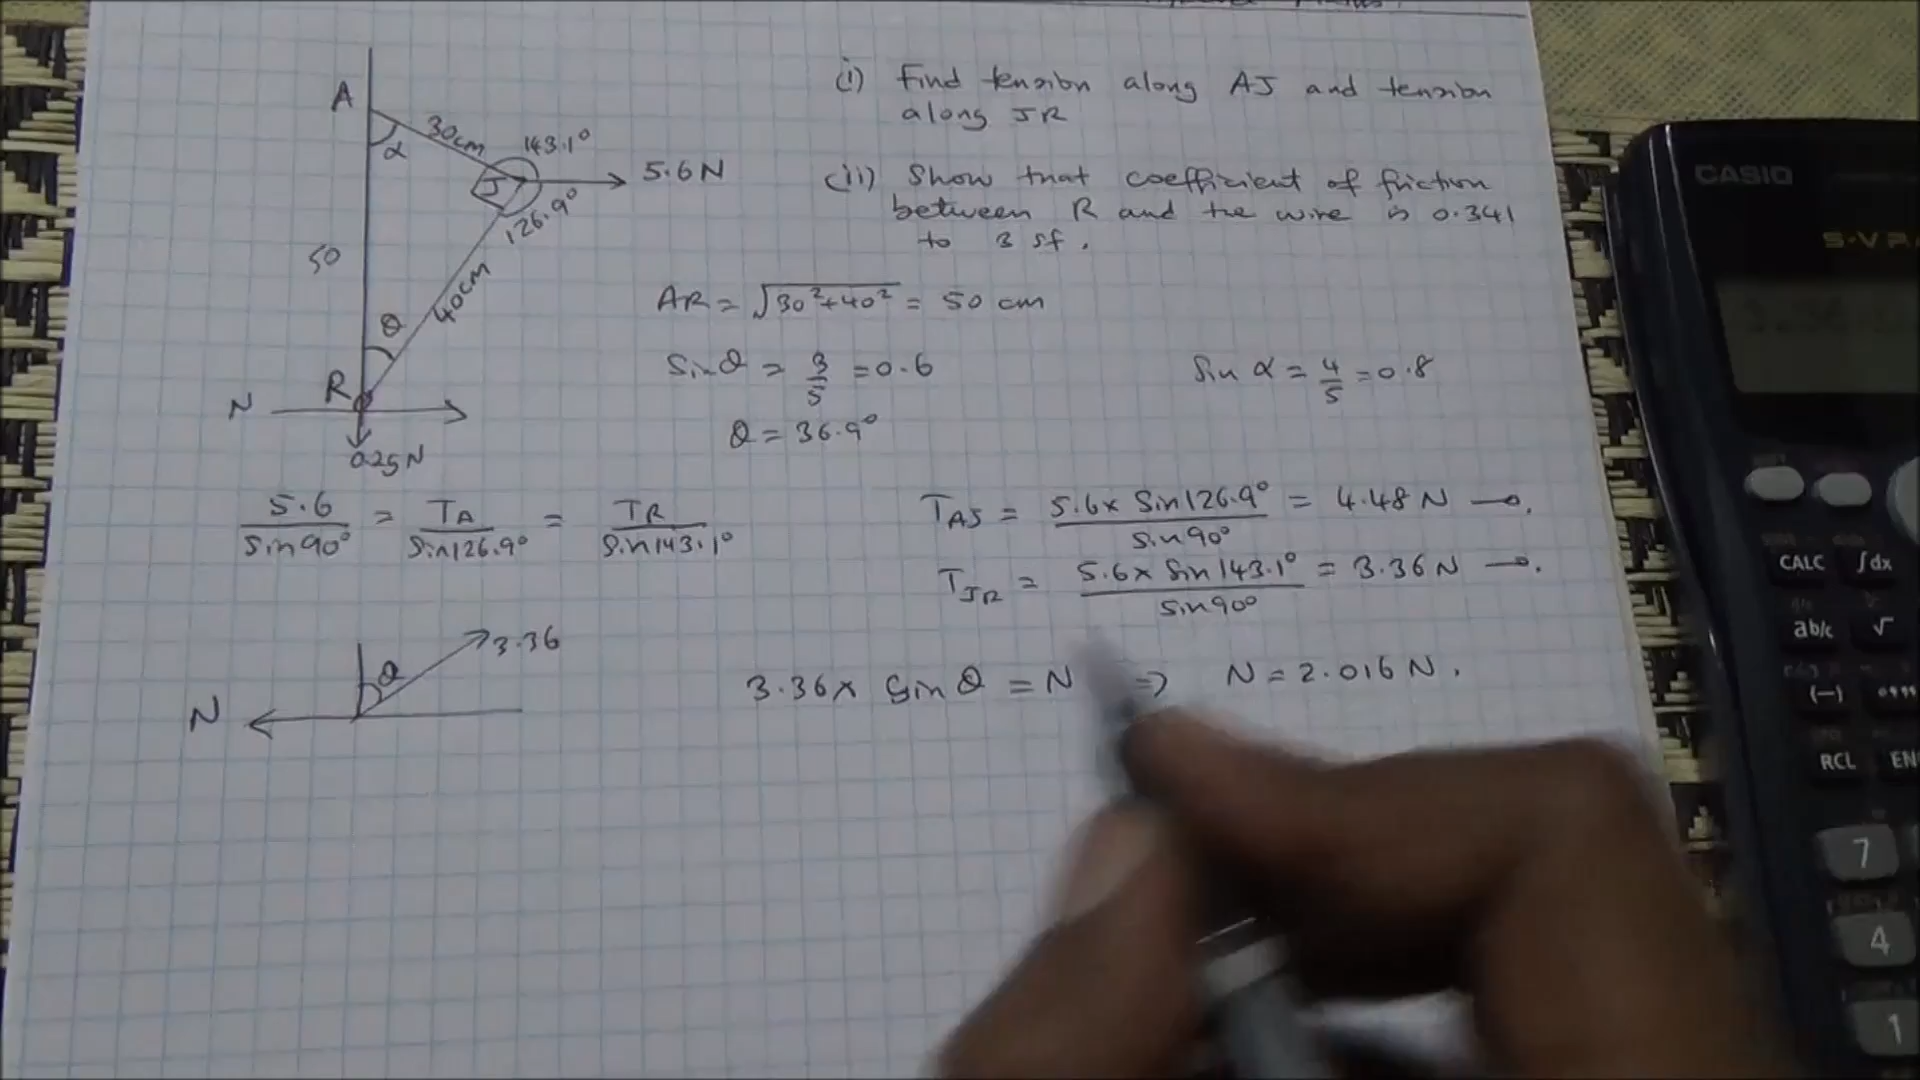 (i) Find tension along AJ and tension
along JR
(ii) Show that coefficient of friction
between R and the wire is 0.341
to 3 sf.
A
α
30cm
143.1°
J
5.6N
126.9°
50
40cm
θ
R
N
0.2g N
AR = √30²+40² = 50 cm
Sinθ = 3/5 = 0.6
Sin α = 4/5 = 0.8
θ = 36.9°
5.6/sin90° = TA/Sin126.9° = TR/Sin143.1°
TAJ = 5.6x Sin126.9°/sin90° = 4.48 N
TJR = 5.6x Sin143.1°/sin90° = 3.36 N
N
θ
3.36
3.36x Sinθ = N ⇒ N = 2.016 N.
CASIO
CALC ∫dx
ab/c √
(-)
RCL EN
7
4
1